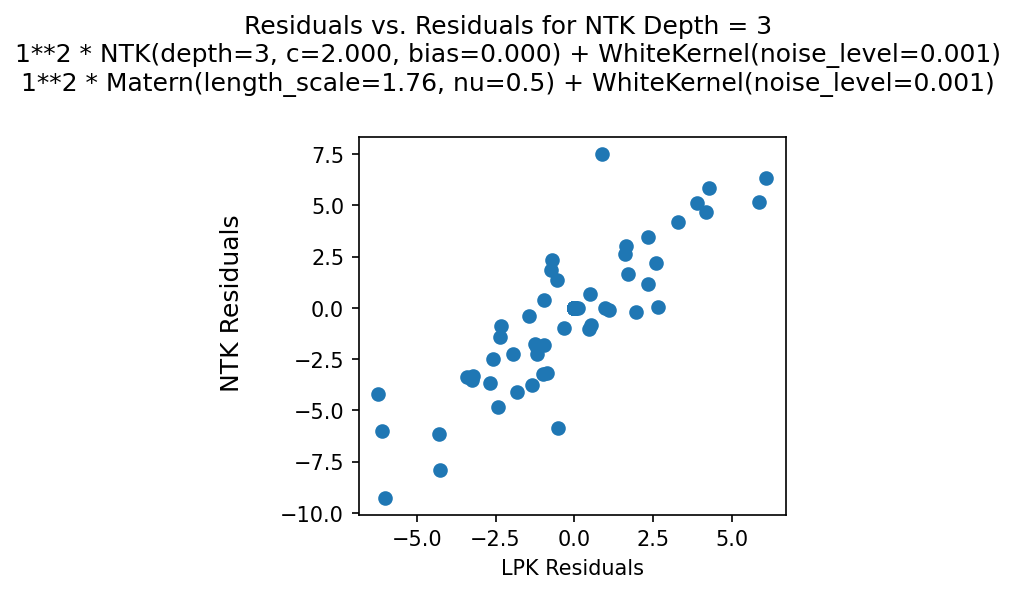 Residuals vs. Residuals for NTK Depth = 3
1**2 * NTK(depth=3, c=2.000, bias=0.000) + WhiteKernel(noise_level=0.001)
1**2 * Matern(length_scale=1.76, nu=0.5) + WhiteKernel(noise_level=0.001)
7.5
5.0
2.5
0.0
−2.5
−5.0
−7.5
−10.0
NTK Residuals
−5.0 −2.5 0.0 2.5 5.0
LPK Residuals